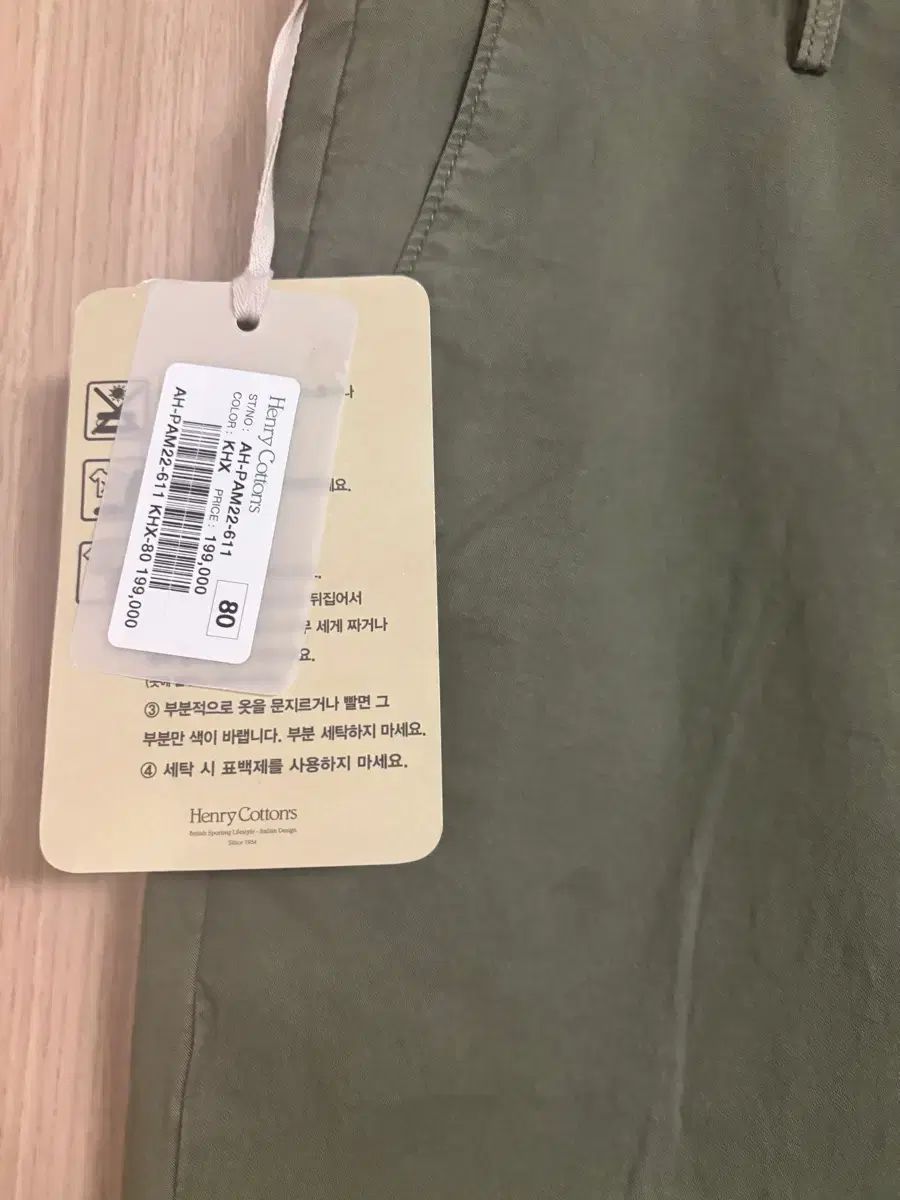 Henry Cotton's
ST/NO : AH-PAM22-611
COLOR : KHX PRICE : 199,000
80
AH-PAM22-611 KHX-80 199,000
요.
뒤집어서
세게 짜거나
요.
③ 부분적으로 옷을 문지르거나 빨면 그
부분만 색이 바랩니다. 부분 세탁하지 마세요.
④ 세탁 시 표백제를 사용하지 마세요.
Henry Cotton's
British Sporting Lifestyle - Italian Design
Since 1934